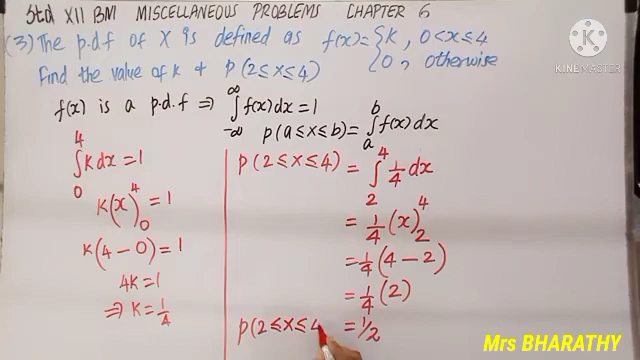 Std XII BM MISCELLANEOUS PROBLEMS CHAPTER 6
(3) The p.d.f of X is defined as f(x) = { K, 0<x≤4
Find the value of K & P(2≤x≤4) { 0, otherwise
KINEMASTER
f(x) is a p.d.f ⇒ ∫_{-∞}^{∞} f(x)dx = 1
P(a≤x≤b) = ∫_a^b f(x)dx
∫_0^4 K dx = 1
K(x)_0^4 = 1
K(4-0) = 1
4K = 1
⇒ K = 1/4
P(2≤x≤4) = ∫_2^4 1/4 dx
= 1/4 (x)_2^4
= 1/4 (4-2)
= 1/4 (2)
P(2≤x≤4 = 1/2
Mrs BHARATHY